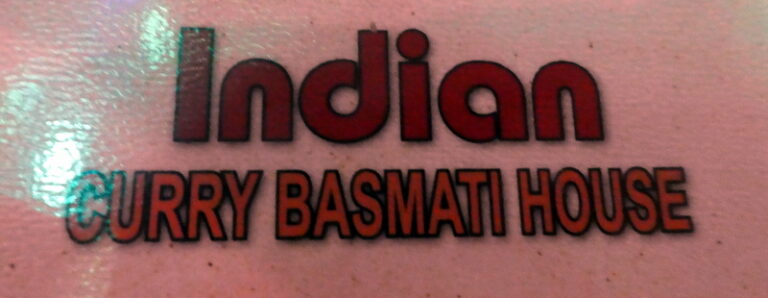 Indian
CURRY BASMATI HOUSE